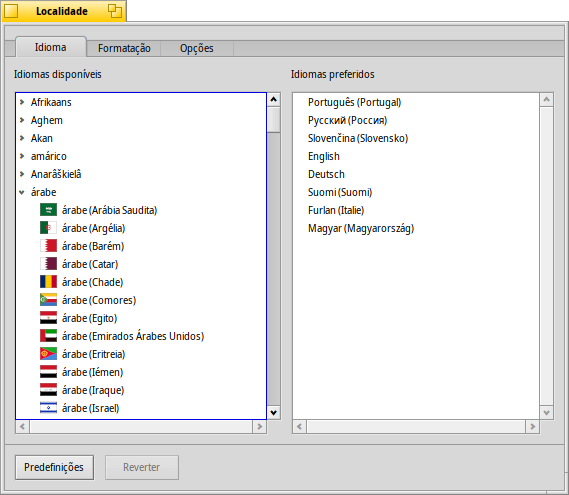 Localidade
Idioma
Formatação
Opções
Idiomas disponíveis
Afrikaans
Aghem
Akan
amárico
Anarâškielâ
árabe
árabe (Arábia Saudita)
árabe (Argélia)
árabe (Barém)
árabe (Catar)
árabe (Chade)
árabe (Comores)
árabe (Egito)
árabe (Emirados Árabes Unidos)
árabe (Eritreia)
árabe (Iémen)
árabe (Iraque)
árabe (Israel)
Idiomas preferidos
Português (Portugal)
Русский (Россия)
Slovenčina (Slovensko)
English
Deutsch
Suomi (Suomi)
Furlan (Italie)
Magyar (Magyarország)
Predefinições
Reverter